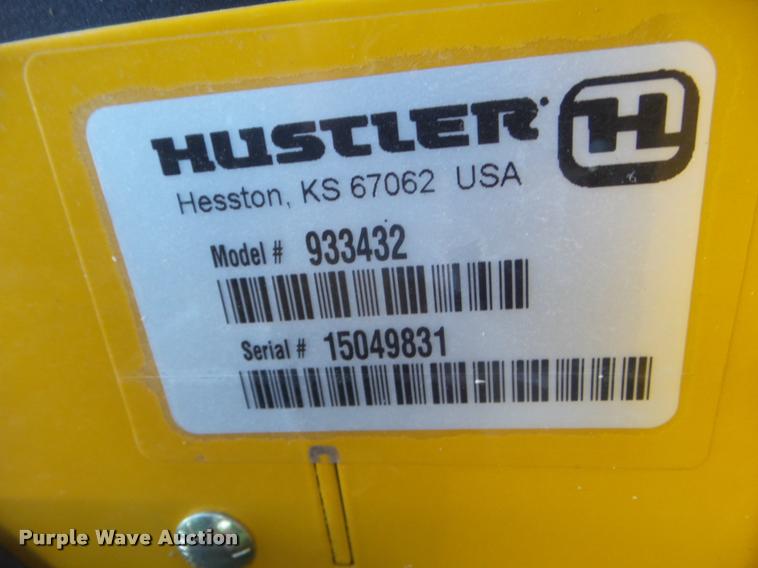 HUSTLER
H
Hesston, KS 67062 USA
Model # 933432
Serial # 15049831
Purple Wave Auction